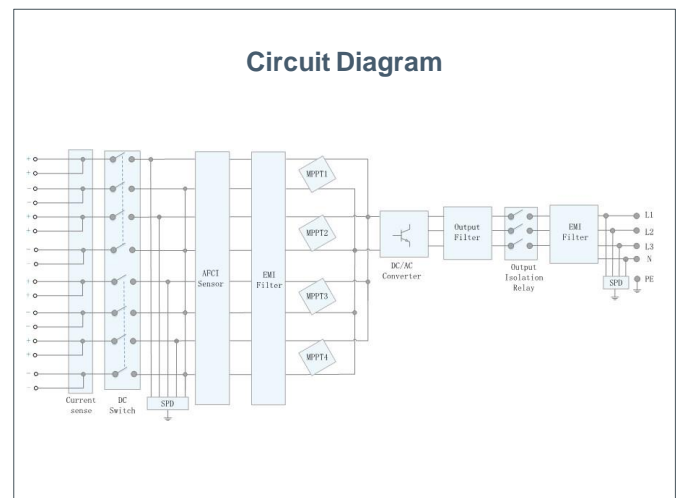 Circuit Diagram
+
+
-
-
+
+
-
-
+
+
-
-
+
+
-
-
Current
sense
DC
Switch
SPD
AFCI
Sensor
EMI
Filter
MPPT1
MPPT2
MPPT3
MPPT4
DC/AC
Converter
Output
Filter
Output
Isolation
Relay
EMI
Filter
SPD
L1
L2
L3
N
PE